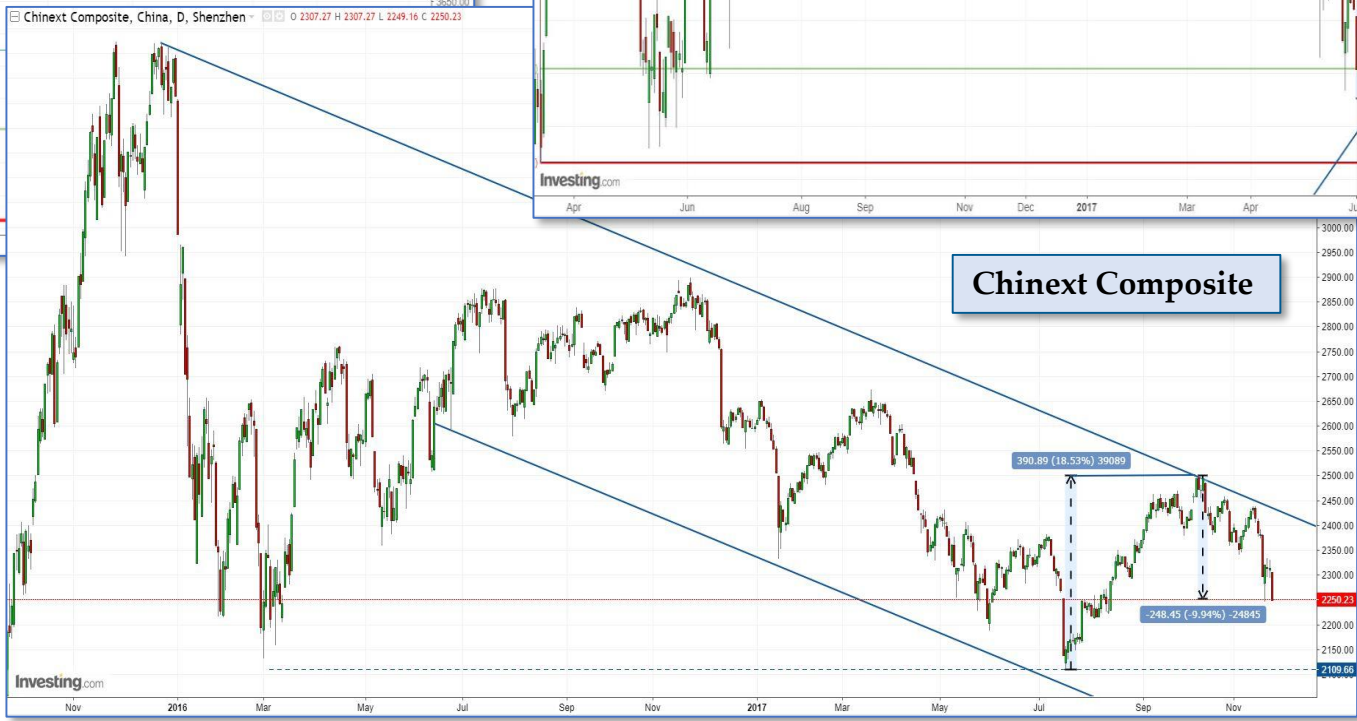 3650.00
Chinext Composite, China, D, Shenzhen O 2307.27 H 2307.27 L 2249.16 C 2250.23
Investing.com
Apr Jun Aug Sep Nov Dec 2017 Mar Apr
3000.00
2950.00
Chinext Composite
2900.00
2850.00
2800.00
2750.00
2700.00
2650.00
2600.00
2550.00
390.89 (18.53%) 39089
2500.00
2450.00
2400.00
2350.00
2300.00
2250.23
-248.45 (-9.94%) -24845
2200.00
2150.00
2109.66
Investing.com
Nov 2016 Mar May Jul Sep Nov 2017 Mar May Jul Sep Nov